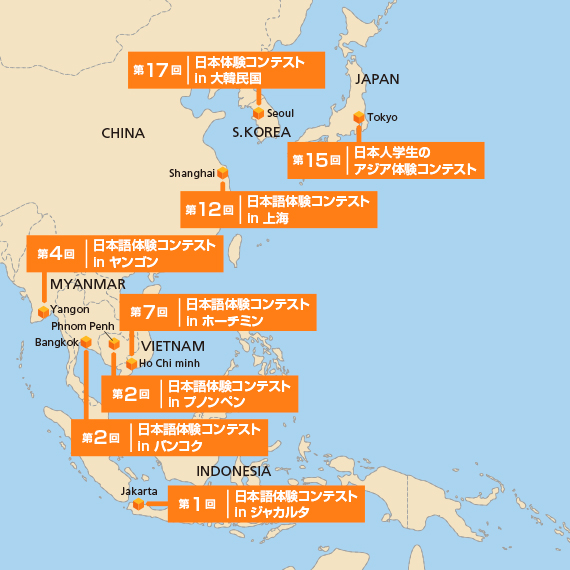 第17回
日本体験コンテスト
in 大韓民国
JAPAN
Seoul
Tokyo
CHINA
S.KOREA
第15回
日本人学生の
アジア体験コンテスト
Shanghai
第12回
日本語体験コンテスト
in 上海
第4回
日本語体験コンテスト
in ヤンゴン
MYANMAR
Yangon
第7回
日本語体験コンテスト
in ホーチミン
Phnom Penh
Bangkok
VIETNAM
Ho Chi minh
第2回
日本語体験コンテスト
in プノンペン
第2回
日本語体験コンテスト
in バンコク
INDONESIA
Jakarta
第1回
日本語体験コンテスト
in ジャカルタ